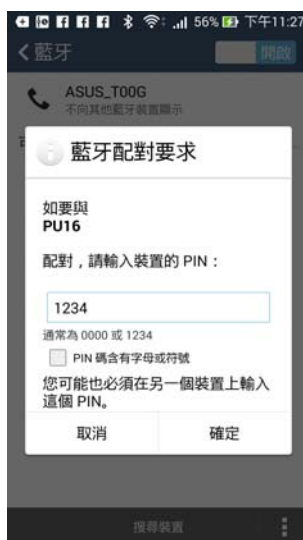 56% 下午11:27
藍牙
開啟
ASUS_T00G
不向其他藍牙裝置顯示
藍牙配對要求
如要與
PU16
配對，請輸入裝置的 PIN：
1234
通常為 0000 或 1234
PIN 碼含有字母或符號
您可能也必須在另一個裝置上輸入
這個 PIN。
取消 確定
搜尋裝置